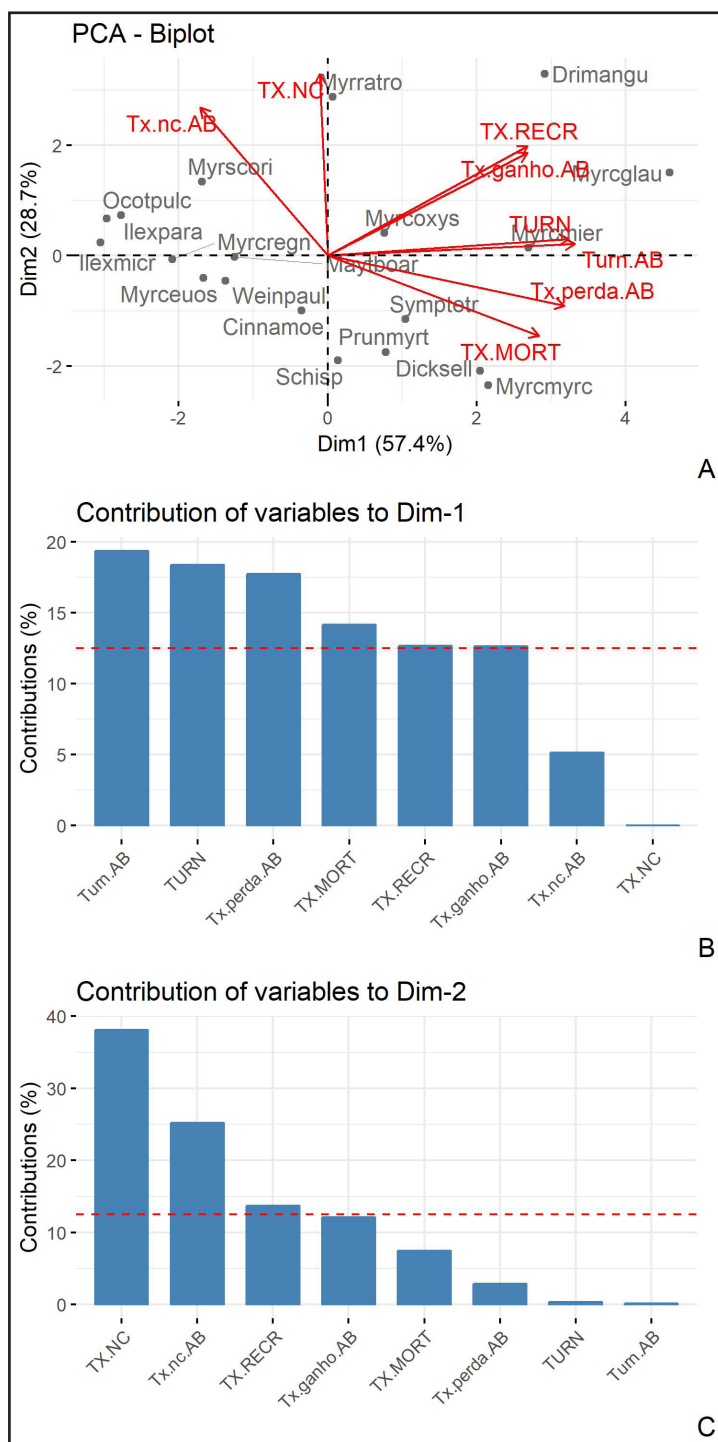 PCA - Biplot
TX.NC
Myrratro
Drimangu
Tx.nc.AB
TX.RECR
Tx.ganho.AB
Myrcglau
Myrscori
Ocotpulc
Ilexpara
Myrcoxys
TURN
Myrchier
Myrcregn
Ilexmicr
Maytboar
Turn.AB
Myrceuos
Weinpaul
Tx.perda.AB
Cinnamoe
Symptotr
Prunmyrt
TX.MORT
Schisp
Dicksell
Myrcmyrc
2
0
-2
Dim2 (28.7%)
-2 0 2 4
Dim1 (57.4%)
A
Contribution of variables to Dim-1
20
15
10
5
0
Contributions (%)
Turn.AB TURN Tx.perda.AB TX.MORT TX.RECR Tx.ganho.AB Tx.nc.AB TX.NC
B
Contribution of variables to Dim-2
40
30
20
10
0
Contributions (%)
TX.NC Tx.nc.AB TX.RECR Tx.ganho.AB TX.MORT Tx.perda.AB TURN Turn.AB
C